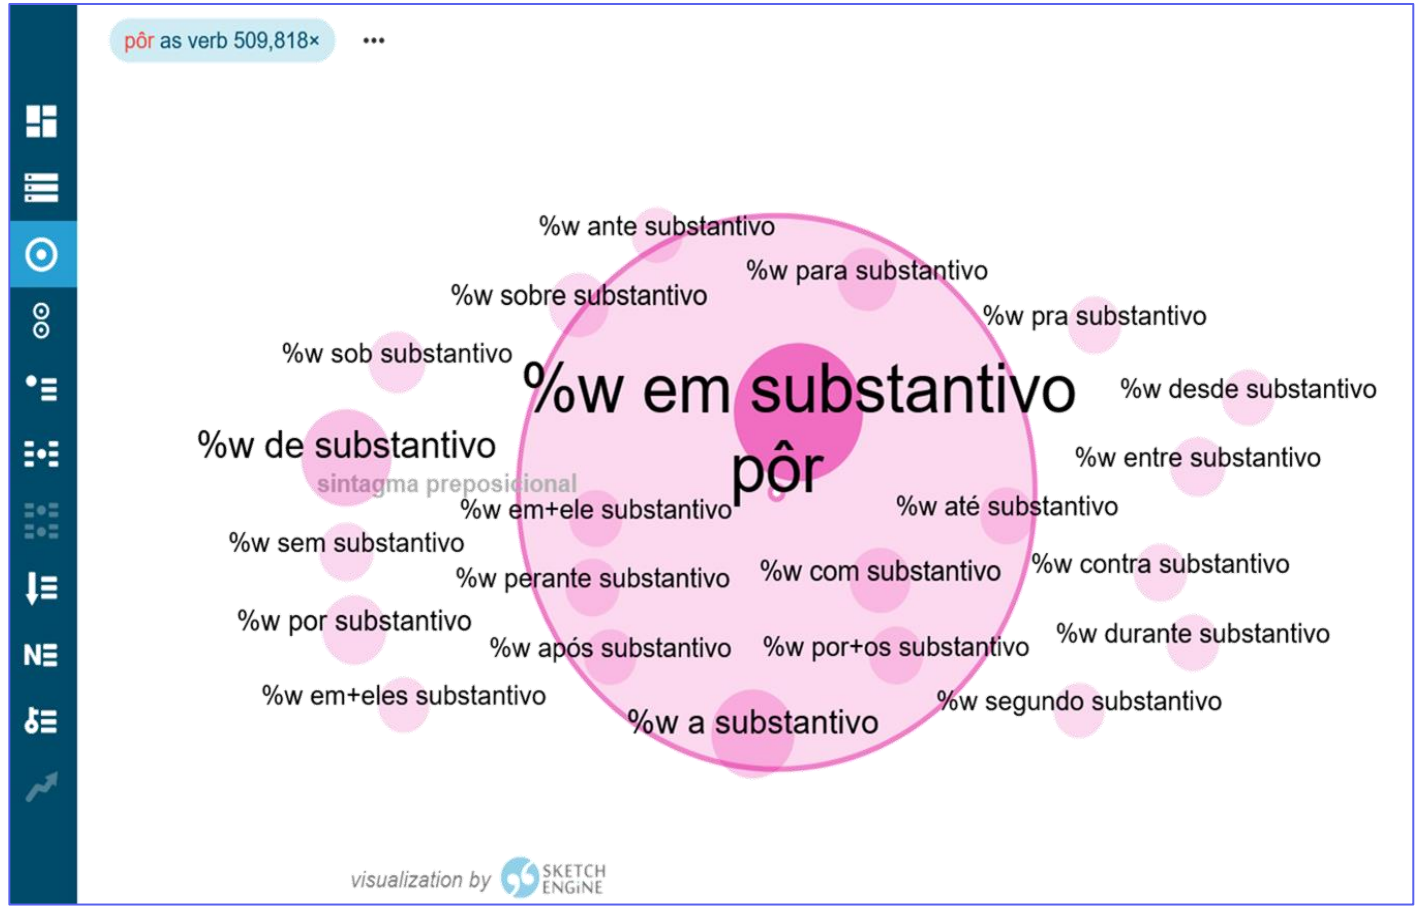 pôr as verb 509,818×
%w ante substantivo
%w para substantivo
%w sobre substantivo
%w pra substantivo
%w sob substantivo
%w em substantivo
%w desde substantivo
%w de substantivo
pôr
%w entre substantivo
sintagma preposicional
%w em+ele substantivo
%w até substantivo
%w sem substantivo
%w perante substantivo
%w com substantivo
%w contra substantivo
%w por substantivo
%w após substantivo
%w por+os substantivo
%w durante substantivo
%w em+eles substantivo
%w a substantivo
%w segundo substantivo
visualization by
SKETCH
ENGINE